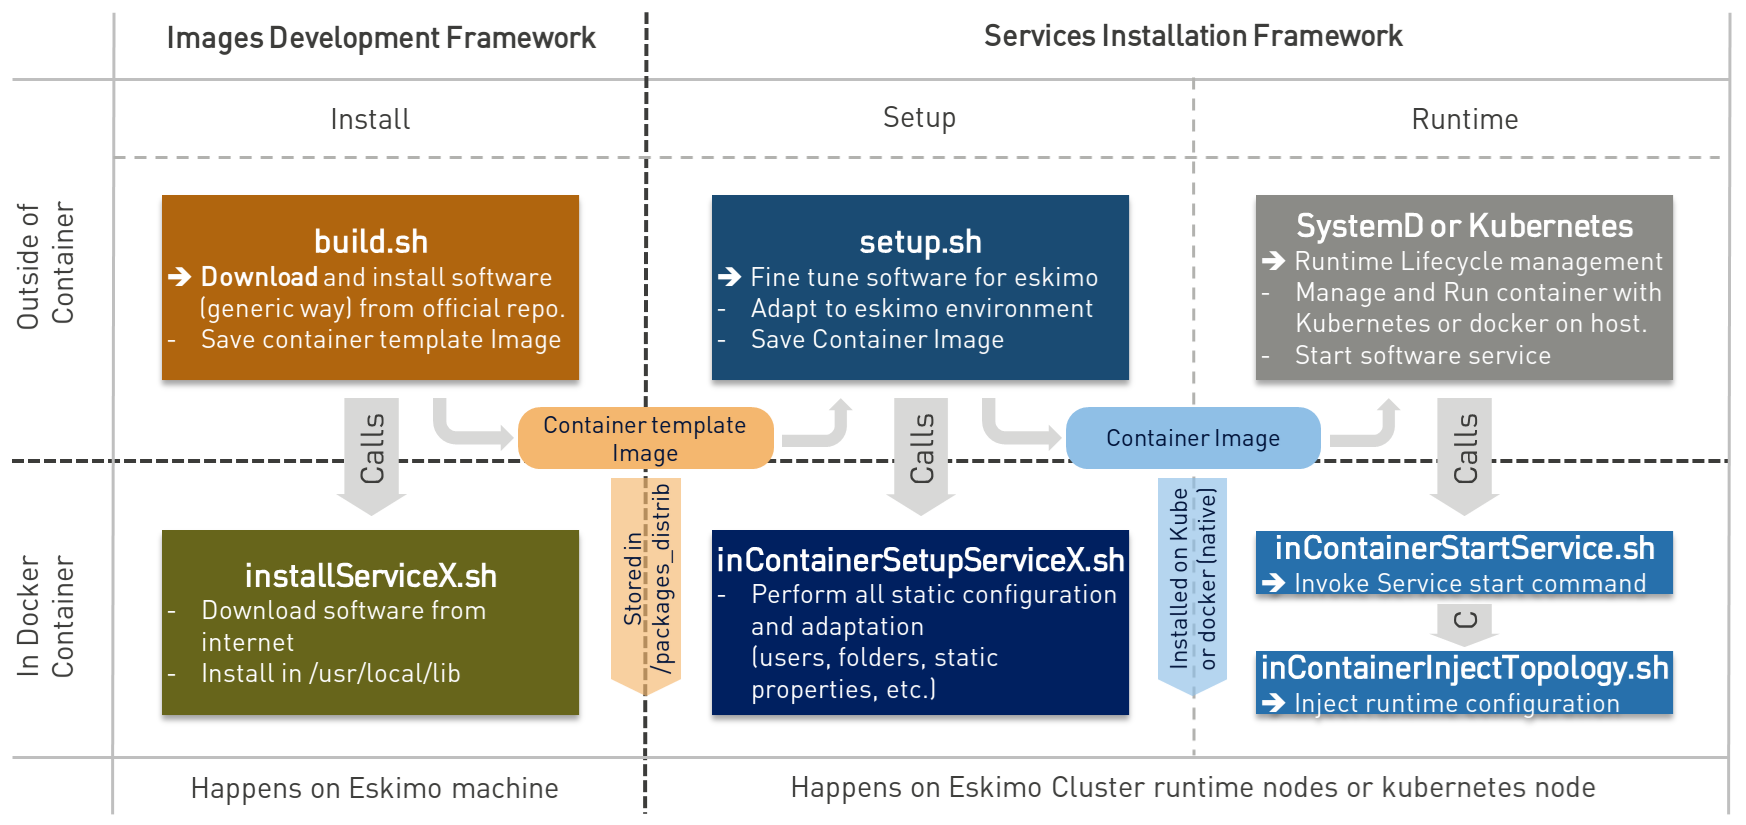 Images Development Framework
Services Installation Framework
Install
Setup
Runtime
Outside of
Container
build.sh
➔ Download and install software
(generic way) from official repo.
- Save container template Image
setup.sh
➔ Fine tune software for eskimo
- Adapt to eskimo environment
- Save Container Image
SystemD or Kubernetes
➔ Runtime Lifecycle management
- Manage and Run container with
Kubernetes or docker on host.
- Start software service
Calls
Container template
Image
Calls
Container Image
Calls
Stored in
/packages_distrib
Installed on Kube
or docker (native)
In Docker
Container
installServiceX.sh
- Download software from
internet
- Install in /usr/local/lib
inContainerSetupServiceX.sh
- Perform all static configuration
and adaptation
(users, folders, static
properties, etc.)
inContainerStartService.sh
➔ Invoke Service start command
C
inContainerInjectTopology.sh
➔ Inject runtime configuration
Happens on Eskimo machine
Happens on Eskimo Cluster runtime nodes or kubernetes node